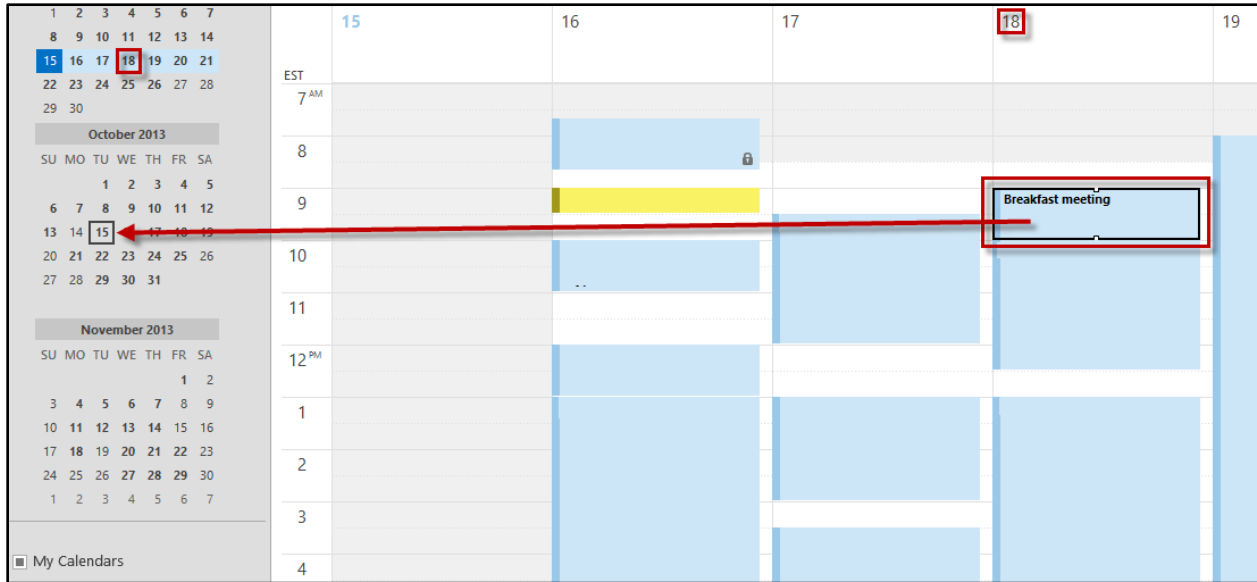 1 2 3 4 5 6 7
8 9 10 11 12 13 14
15 16 17 18 19 20 21
22 23 24 25 26 27 28
29 30
October 2013
SU MO TU WE TH FR SA
1 2 3 4 5
6 7 8 9 10 11 12
13 14 15 17 18 19
20 21 22 23 24 25 26
27 28 29 30 31
November 2013
SU MO TU WE TH FR SA
1 2
3 4 5 6 7 8 9
10 11 12 13 14 15 16
17 18 19 20 21 22 23
24 25 26 27 28 29 30
1 2 3 4 5 6 7
My Calendars
15 16 17 18 19
EST
7 AM
8
9
Breakfast meeting
10
11
12 PM
1
2
3
4